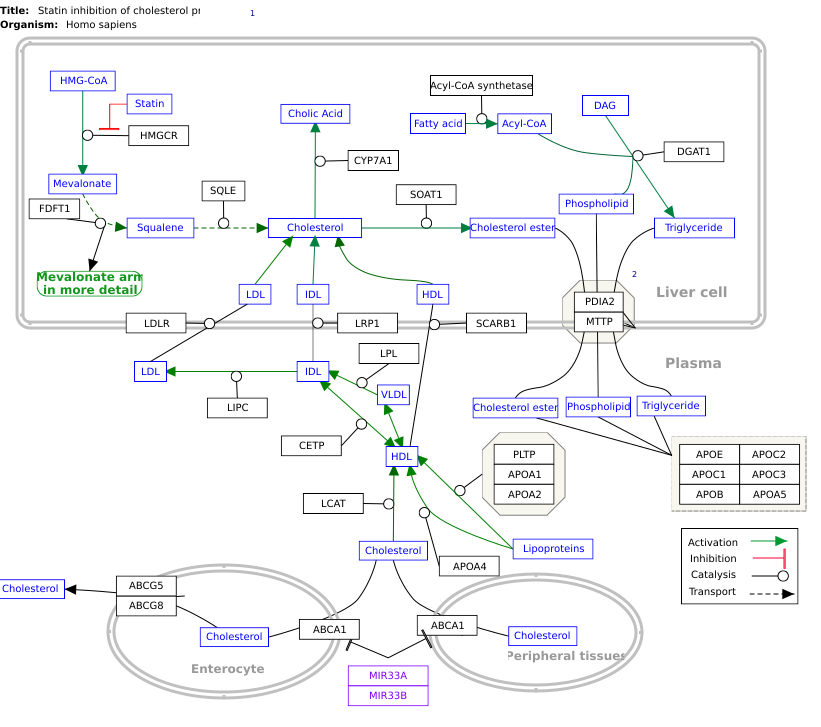 Title: Statin inhibition of cholesterol pr
1
Organism: Homo sapiens
HMG-CoA
Statin
HMGCR
Mevalonate
FDFT1
Squalene
SQLE
Mevalonate arm
in more detail
Cholic Acid
CYP7A1
Cholesterol
SOAT1
Acyl-CoA synthetase
Fatty acid
Acyl-CoA
DAG
DGAT1
Phospholipid
Cholesterol ester
Triglyceride
LDL
IDL
HDL
2
PDIA2
MTTP
Liver cell
LDLR
LRP1
SCARB1
Plasma
LDL
IDL
LPL
VLDL
LIPC
CETP
HDL
Cholesterol ester
Phospholipid
Triglyceride
PLTP
APOA1
APOA2
APOE
APOC2
APOC1
APOC3
APOB
APOA5
LCAT
Cholesterol
Lipoproteins
APOA4
Activation
Inhibition
Catalysis
Transport
Cholesterol
ABCG5
ABCG8
Cholesterol
ABCA1
ABCA1
Cholesterol
Enterocyte
Peripheral tissues
MIR33A
MIR33B